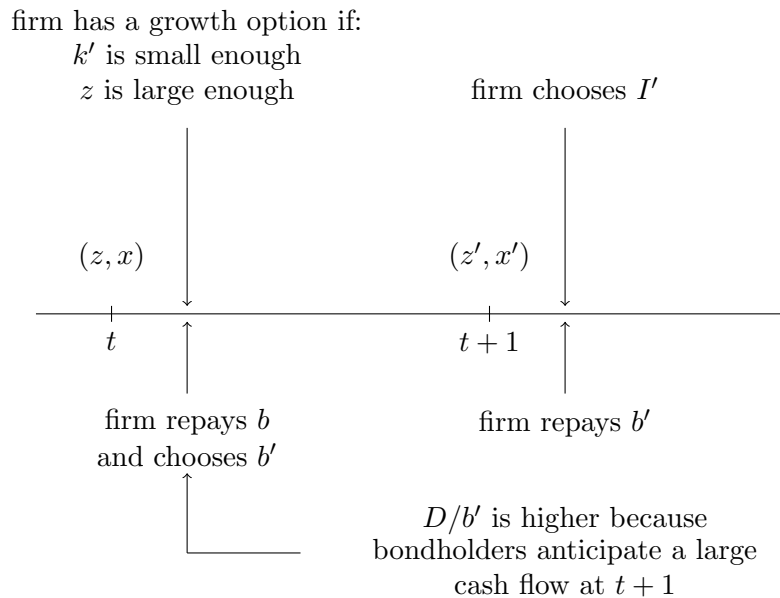 firm has a growth option if:
k′ is small enough
z is large enough
firm chooses I′
(z, x)
(z′, x′)
t
t + 1
firm repays b
and chooses b′
firm repays b′
D/b′ is higher because
bondholders anticipate a large
cash flow at t + 1